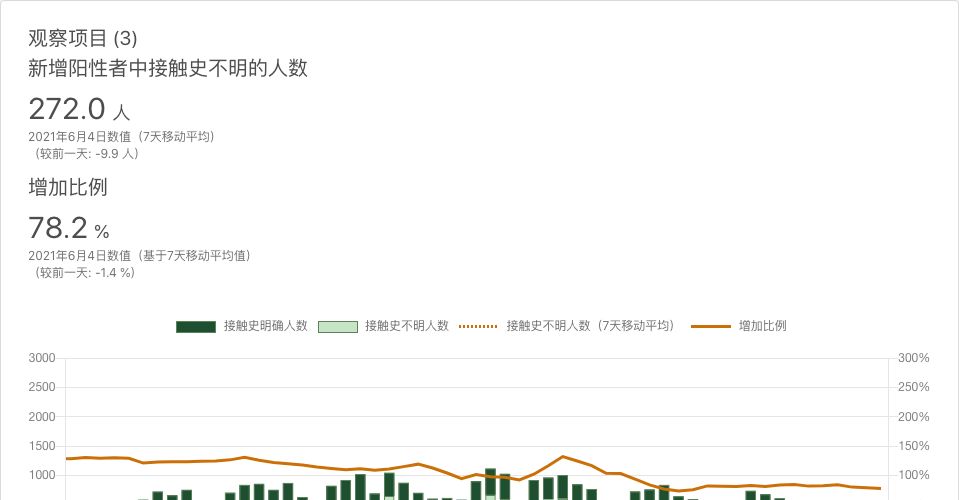 观察项目 (3)
新增阳性者中接触史不明的人数
272.0 人
2021年6月4日数值（7天移动平均）
（较前一天: -9.9 人）
增加比例
78.2 %
2021年6月4日数值（基于7天移动平均值）
（较前一天: -1.4 %）
接触史明确人数 接触史不明人数 接触史不明人数（7天移动平均） 增加比例
3000 300%
2500 250%
2000 200%
1500 150%
1000 100%